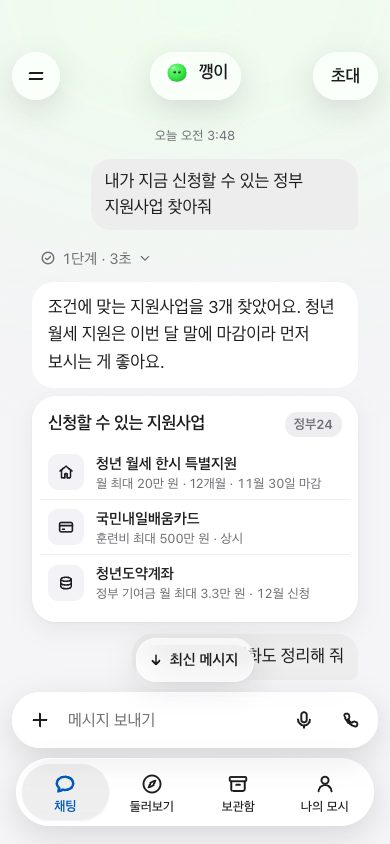 깽이
초대
오늘 오전 3:48
내가 지금 신청할 수 있는 정부
지원사업 찾아줘
1단계 · 3초
조건에 맞는 지원사업을 3개 찾았어요. 청년
월세 지원은 이번 달 말에 마감이라 먼저
보시는 게 좋아요.
신청할 수 있는 지원사업
정부24
청년 월세 한시 특별지원
월 최대 20만 원 · 12개월 · 11월 30일 마감
국민내일배움카드
훈련비 최대 500만 원 · 상시
청년도약계좌
정부 기여금 월 최대 3.3만 원 · 12월 신청
정리해 줘
최신 메시지
메시지 보내기
채팅
둘러보기
보관함
나의 모시